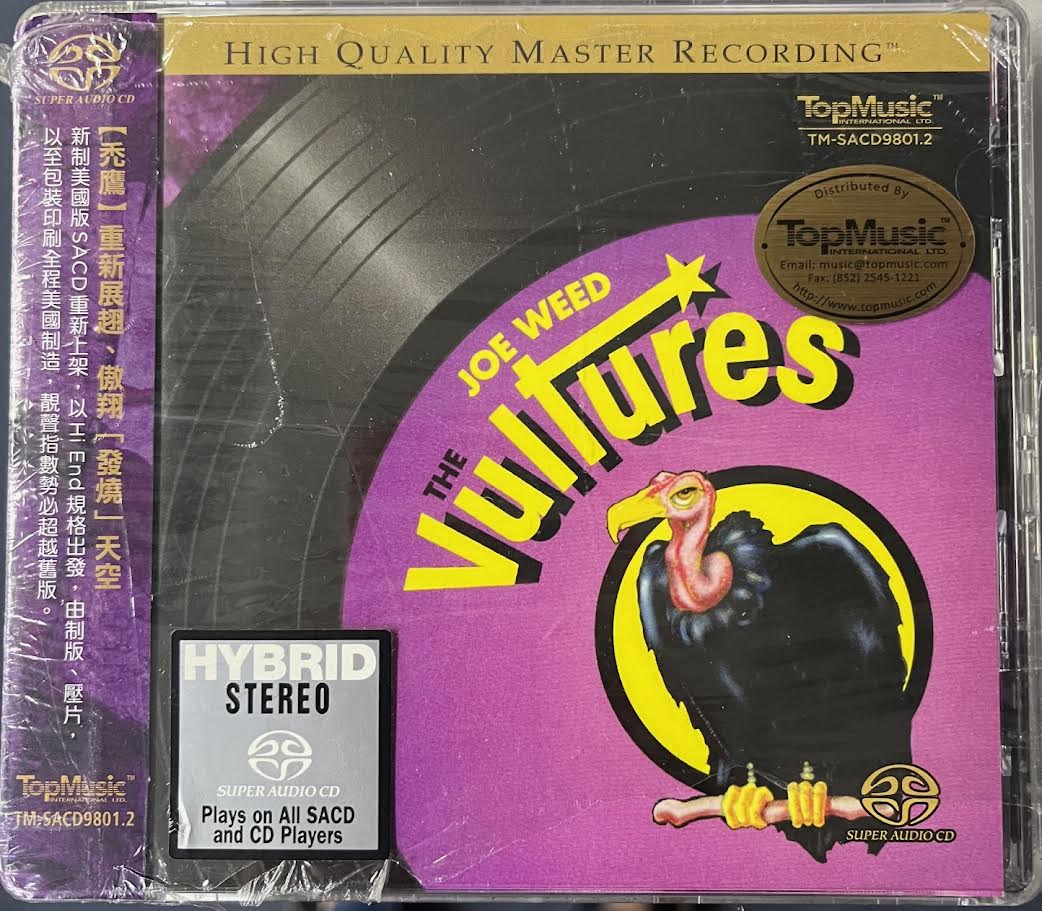 SUPER AUDIO CD
【禿鷹】重新展翅、傲翔「發燒」天空
新制美國版SACD重新上架，以Hi End規格出發，由制版、壓片，
以至包裝印刷全程美國制造，靚聲指數勢必超越舊版。
TopMusic™
INTERNATIONAL LTD.
TM-SACD9801.2
HIGH QUALITY MASTER RECORDING™
TopMusic™
INTERNATIONAL LTD.
TM-SACD9801.2
Distributed By
TopMusic™
INTERNATIONAL LTD.
Email: music@topmusic.com
Fax: (852) 2545-1221
http://www.topmusic.com
JOE WEED
THE
Vultures
HYBRID
STEREO
SUPER AUDIO CD
Plays on All SACD
and CD Players
SUPER AUDIO CD